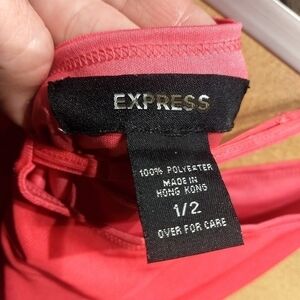 EXPRESS
100% POLYESTER
MADE IN
HONG KONG
1/2
OVER FOR CARE